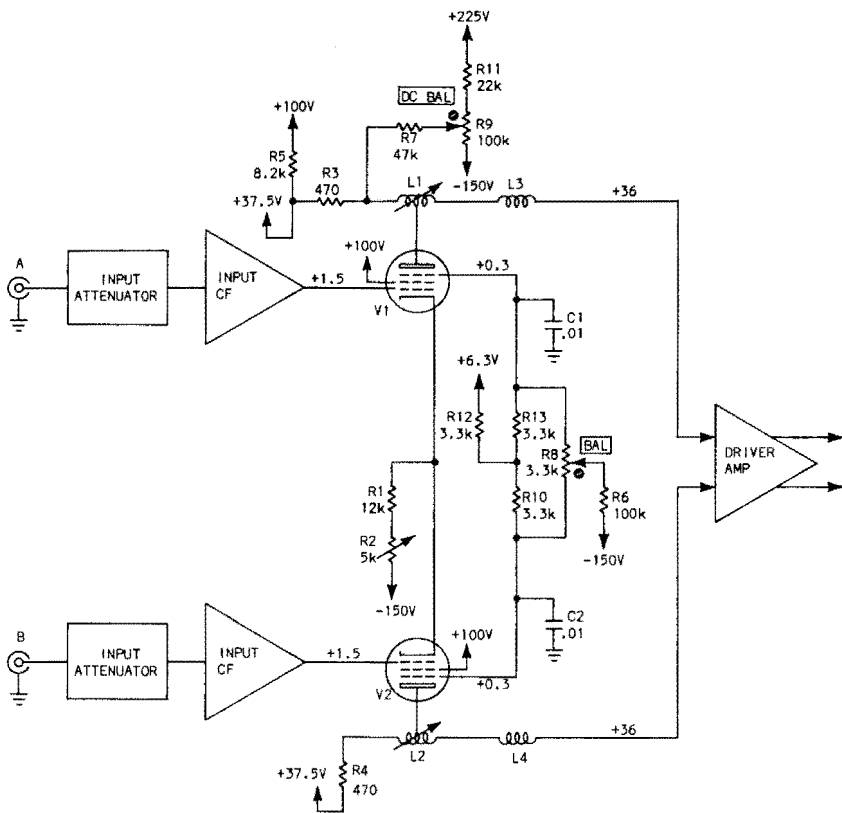 +225V
R11
22k
DC BAL
+100V
R7
47k
R9
100k
R5
8.2k
R3
470
-150V
L1
L3
+37.5V
+36
A
INPUT
ATTENUATOR
INPUT
CF
+1.5
+100V
V1
+0.3
C1
.01
+6.3V
R12
3.3k
R13
3.3k
BAL
R8
3.3k
DRIVER
AMP
R1
12k
R10
3.3k
R6
100k
R2
5k
-150V
-150V
B
INPUT
ATTENUATOR
INPUT
CF
+1.5
+100V
C2
.01
V2
+0.3
+36
L2
L4
+37.5V
R4
470